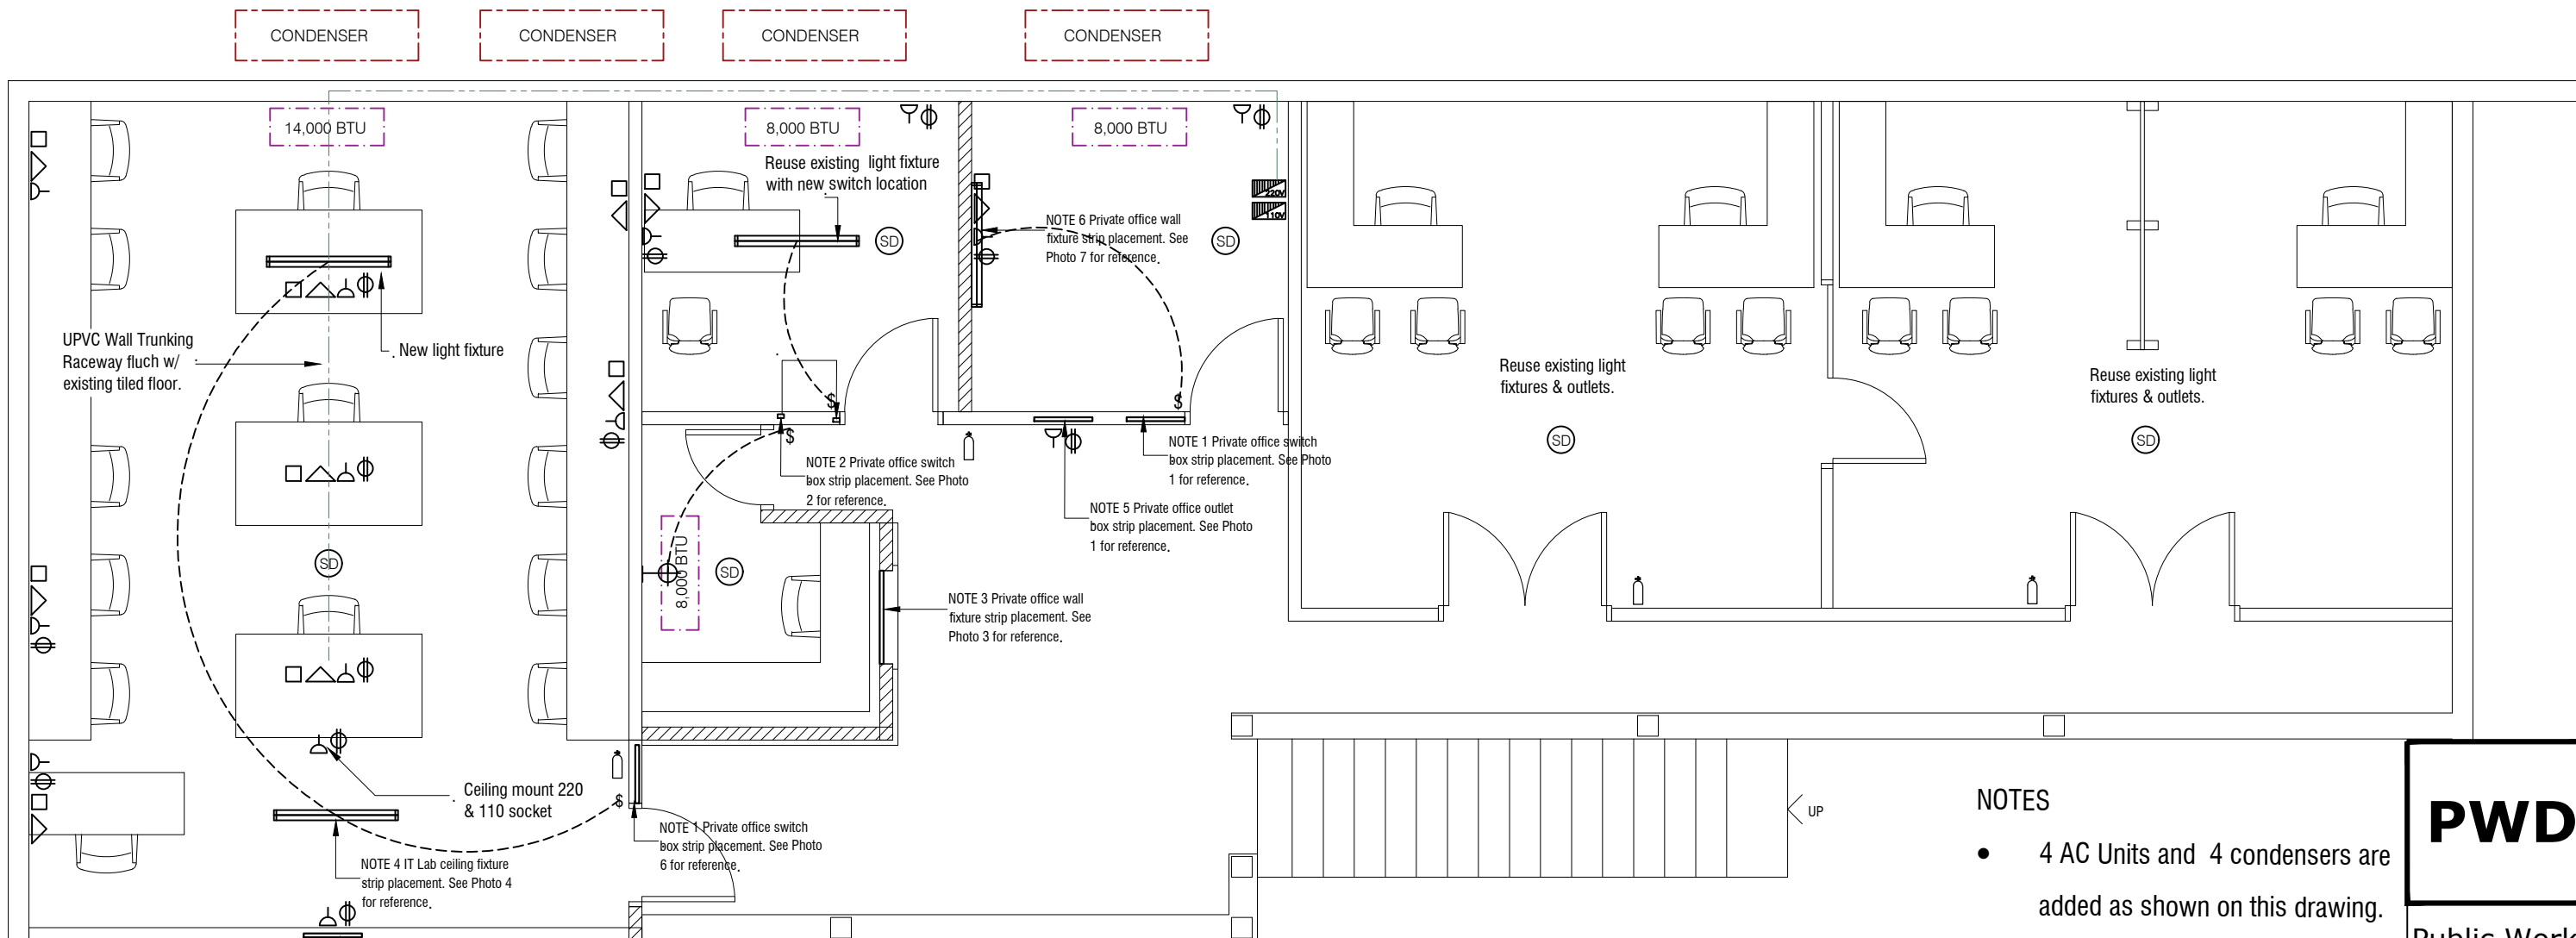 CONDENSER
CONDENSER
CONDENSER
CONDENSER
14,000 BTU
8,000 BTU
8,000 BTU
Reuse existing light fixture
with new switch location
SD
SD
220V
110V
NOTE 6 Private office wall
fixture strip placement. See
Photo 7 for reference.
UPVC Wall Trunking
Raceway fluch w/
existing tiled floor.
New light fixture
Reuse existing light
fixtures & outlets.
Reuse existing light
fixtures & outlets.
$
$
$
SD
SD
NOTE 1 Private office switch
box strip placement. See Photo
1 for reference.
NOTE 2 Private office switch
box strip placement. See Photo
2 for reference.
NOTE 5 Private office outlet
box strip placement. See Photo
1 for reference.
SD
8,000 BTU
SD
NOTE 3 Private office wall
fixture strip placement. See
Photo 3 for reference.
Ceiling mount 220
& 110 socket
$
NOTE 1 Private office switch
box strip placement. See Photo
6 for reference.
NOTE 4 IT Lab ceiling fixture
strip placement. See Photo 4
for reference.
UP
NOTES
• 4 AC Units and 4 condensers are
added as shown on this drawing.
PWD
Public Work